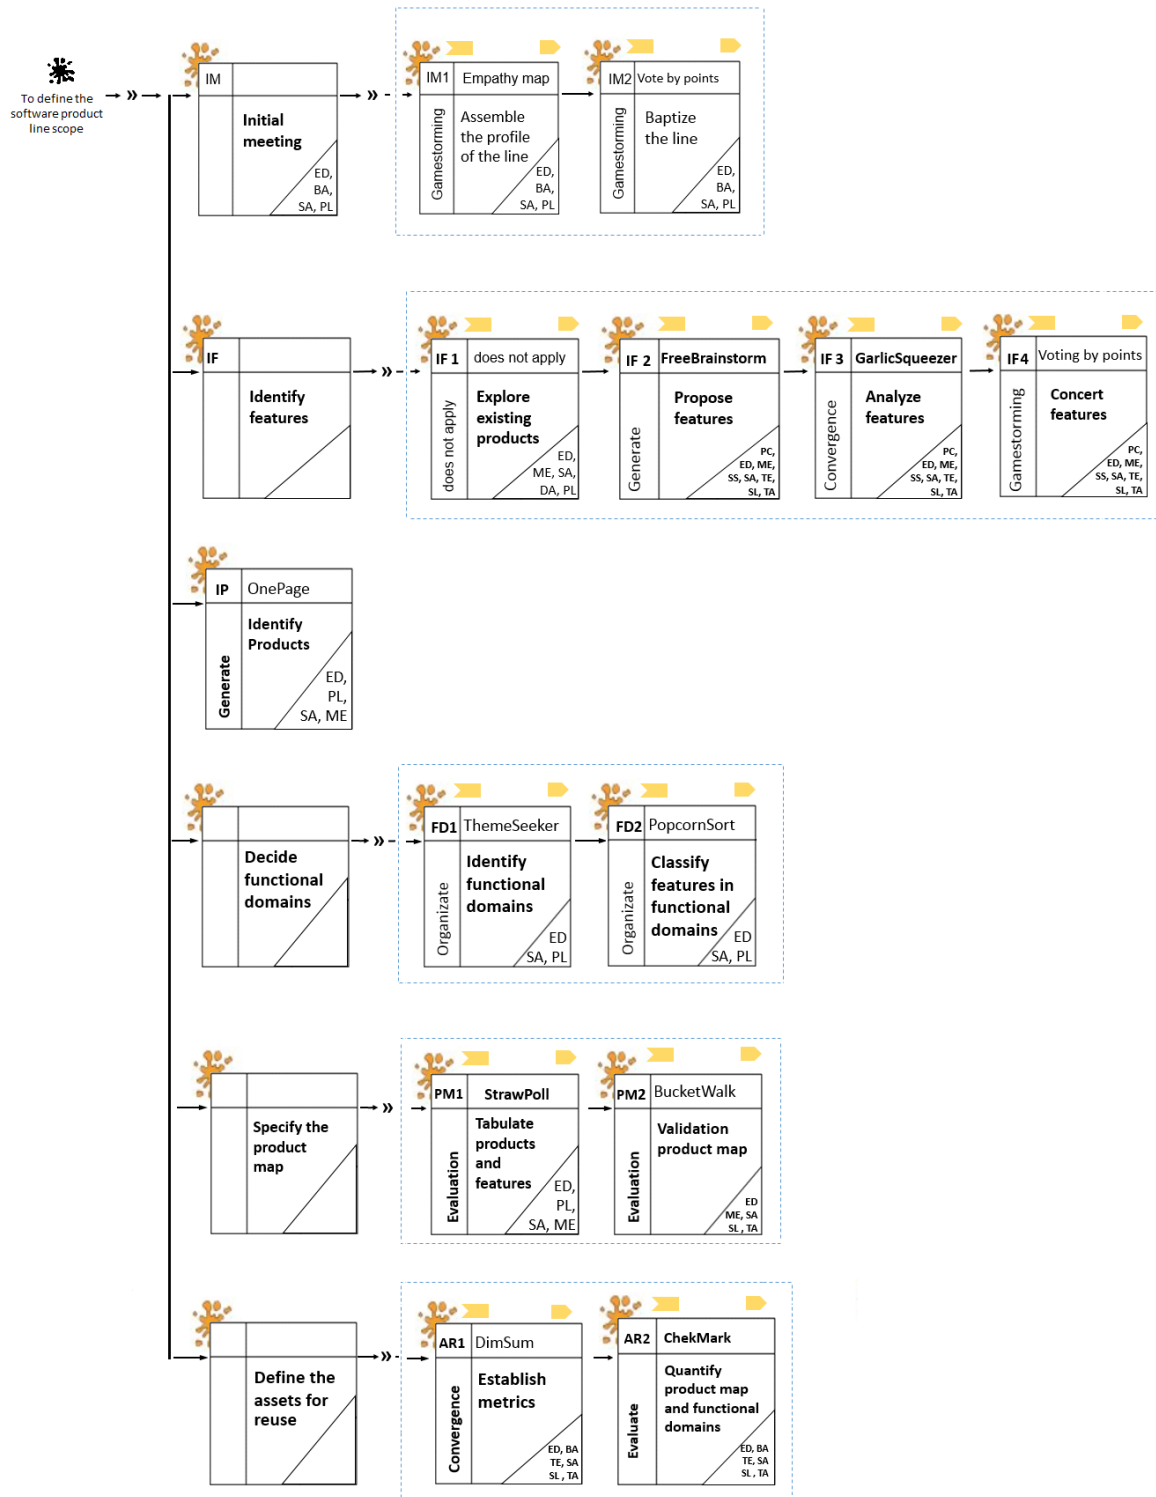 To define the
software product
line scope
»
IM
Initial
meeting
ED,
BA,
SA, PL
»
IM1 Empathy map
Gamestorming
Assemble
the profile
of the line
ED,
BA,
SA, PL
IM2 Vote by points
Gamestorming
Baptize
the line
ED,
BA,
SA, PL
IF
Identify
features
»
IF 1 does not apply
does not apply
Explore
existing
products
ED,
ME, SA,
DA, PL
IF 2 FreeBrainstorm
Generate
Propose
features
PC,
ED, ME,
SS, SA, TE,
SL, TA
IF 3 GarlicSqueezer
Convergence
Analyze
features
PC,
ED, ME,
SS, SA, TE,
SL, TA
IF4 Voting by points
Gamestorming
Concert
features
PC,
ED, ME,
SS, SA, TE,
SL, TA
IP OnePage
Generate
Identify
Products
ED,
PL,
SA, ME
Decide
functional
domains
»
FD1 ThemeSeeker
Organizate
Identify
functional
domains
ED
SA, PL
FD2 PopcornSort
Organizate
Classify
features in
functional
domains
ED
SA, PL
Specify the
product
map
»
PM1 StrawPoll
Evaluation
Tabulate
products
and
features
ED,
PL,
SA, ME
PM2 BucketWalk
Evaluation
Validation
product map
ED
ME, SA
SL , TA
Define the
assets for
reuse
»
AR1 DimSum
Convergence
Establish
metrics
ED, BA
TE, SA
SL , TA
AR2 ChekMark
Evaluate
Quantify
product map
and functional
domains
ED, BA
TE, SA
SL , TA